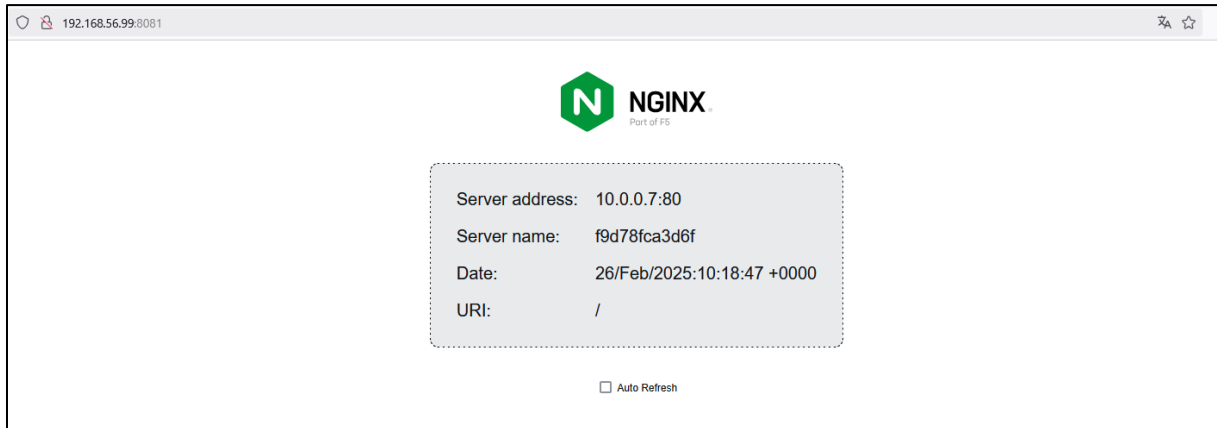 192.168.56.99:8081
NGINX
Part of F5
Server address: 10.0.0.7:80
Server name: f9d78fca3d6f
Date: 26/Feb/2025:10:18:47 +0000
URI: /
Auto Refresh